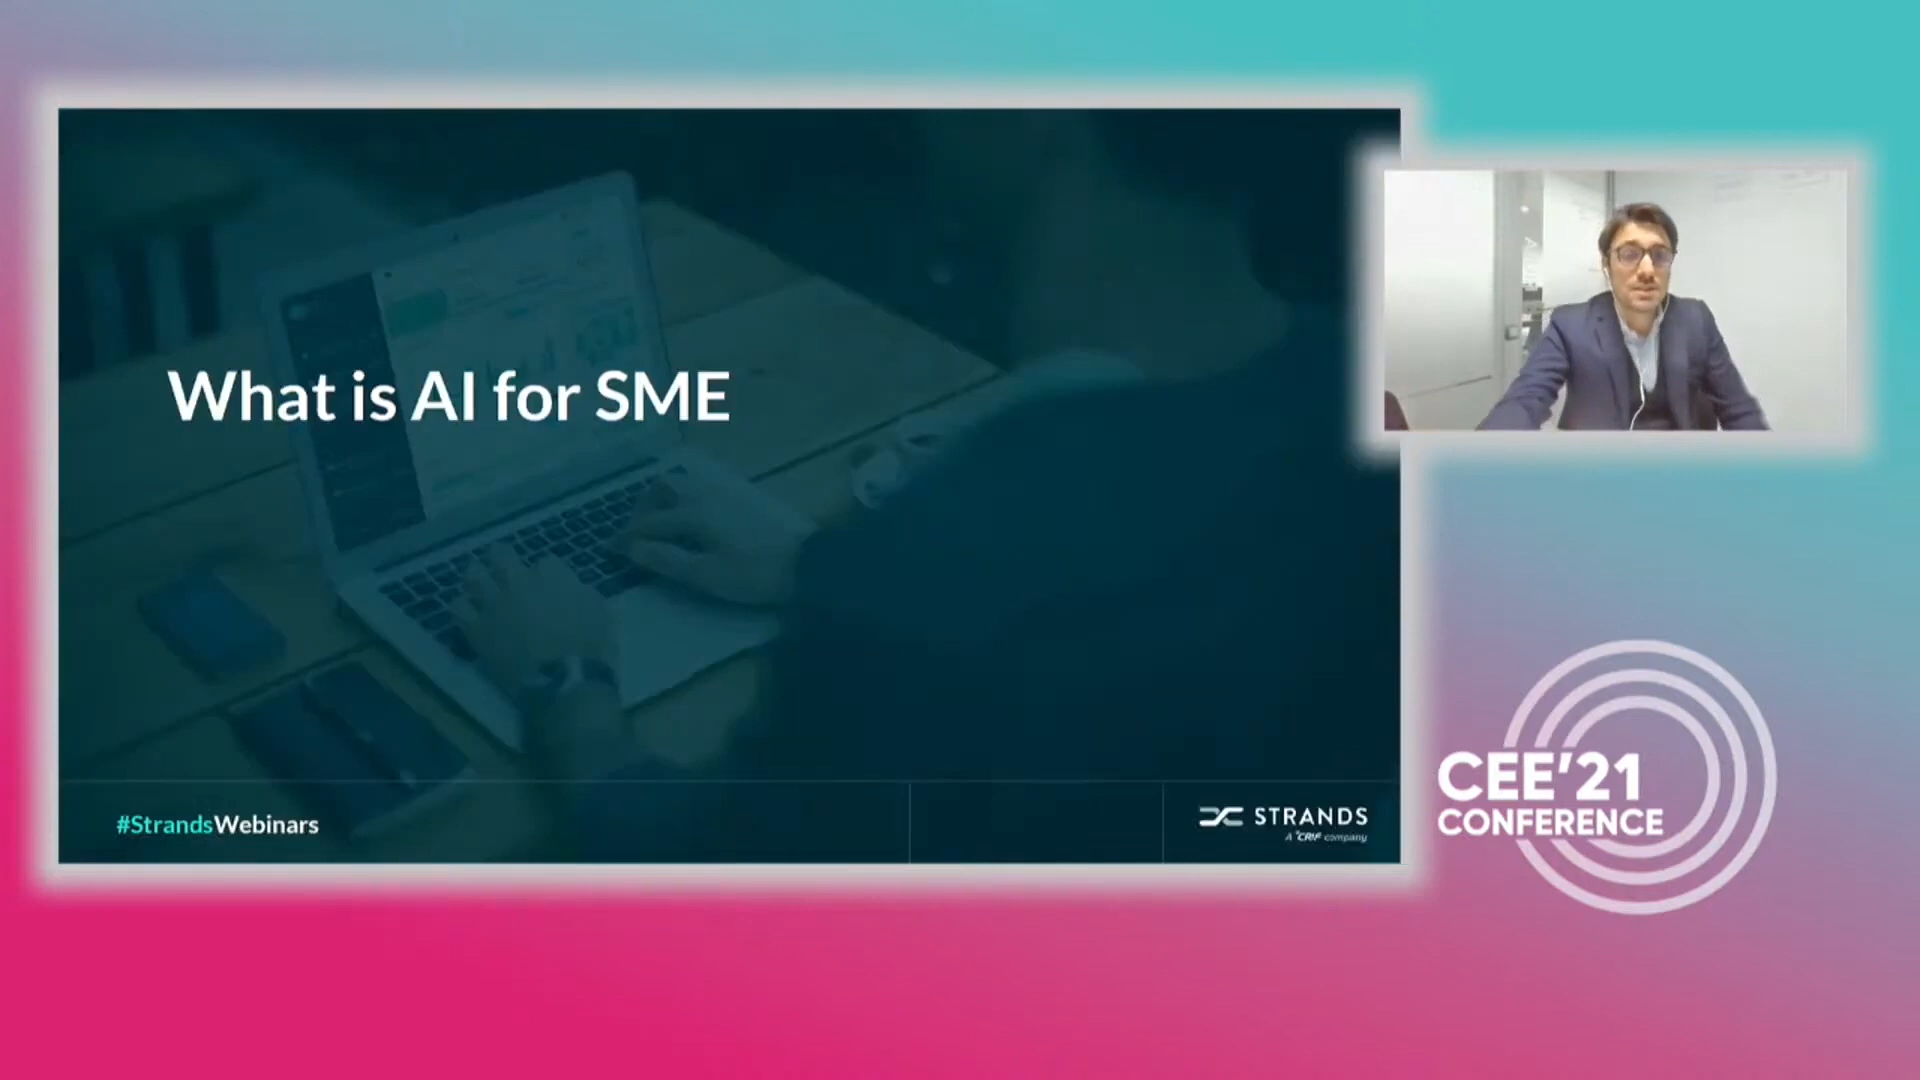 What is AI for SME
#StrandsWebinars
STRANDS
A CRIF company
CEE'21
CONFERENCE